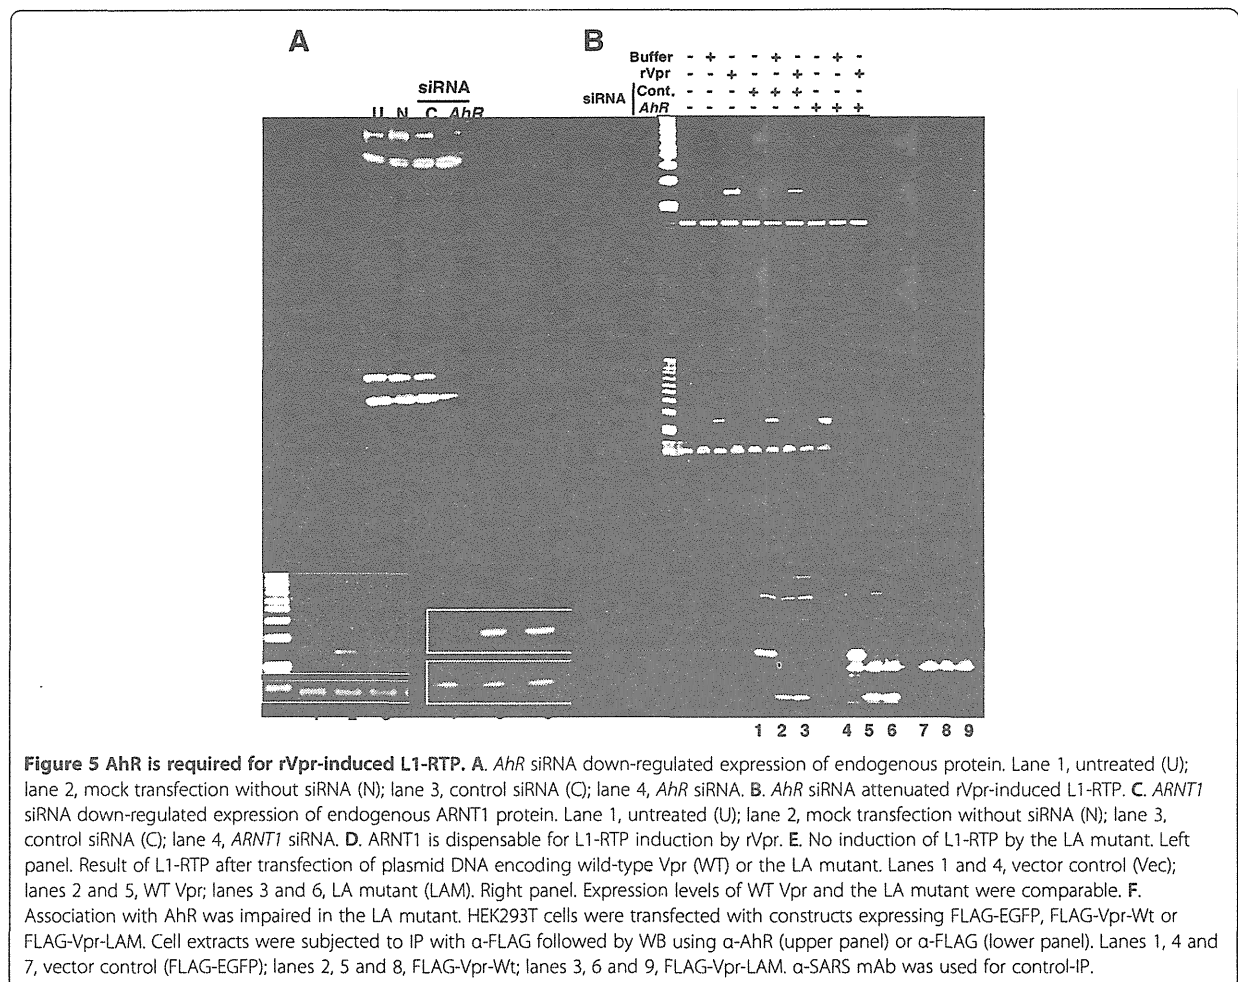 A
B
siRNA
U N C AhR
Buffer - + - - + - - + -
rVpr - - + - - + - - +
siRNA
Cont. - - - + + + - - -
AhR - - - - - - + + +
1 2 3 4 5 6 7 8 9
Figure 5 AhR is required for rVpr-induced L1-RTP. A. AhR siRNA down-regulated expression of endogenous protein. Lane 1, untreated (U);
lane 2, mock transfection without siRNA (N); lane 3, control siRNA (C); lane 4, AhR siRNA. B. AhR siRNA attenuated rVpr-induced L1-RTP. C. ARNT1
siRNA down-regulated expression of endogenous ARNT1 protein. Lane 1, untreated (U); lane 2, mock transfection without siRNA (N); lane 3,
control siRNA (C); lane 4, ARNT1 siRNA. D. ARNT1 is dispensable for L1-RTP induction by rVpr. E. No induction of L1-RTP by the LA mutant. Left
panel. Result of L1-RTP after transfection of plasmid DNA encoding wild-type Vpr (WT) or the LA mutant. Lanes 1 and 4, vector control (Vec);
lanes 2 and 5, WT Vpr; lanes 3 and 6, LA mutant (LAM). Right panel. Expression levels of WT Vpr and the LA mutant were comparable. F.
Association with AhR was impaired in the LA mutant. HEK293T cells were transfected with constructs expressing FLAG-EGFP, FLAG-Vpr-Wt or
FLAG-Vpr-LAM. Cell extracts were subjected to IP with α-FLAG followed by WB using α-AhR (upper panel) or α-FLAG (lower panel). Lanes 1, 4 and
7, vector control (FLAG-EGFP); lanes 2, 5 and 8, FLAG-Vpr-Wt; lanes 3, 6 and 9, FLAG-Vpr-LAM. α-SARS mAb was used for control-IP.